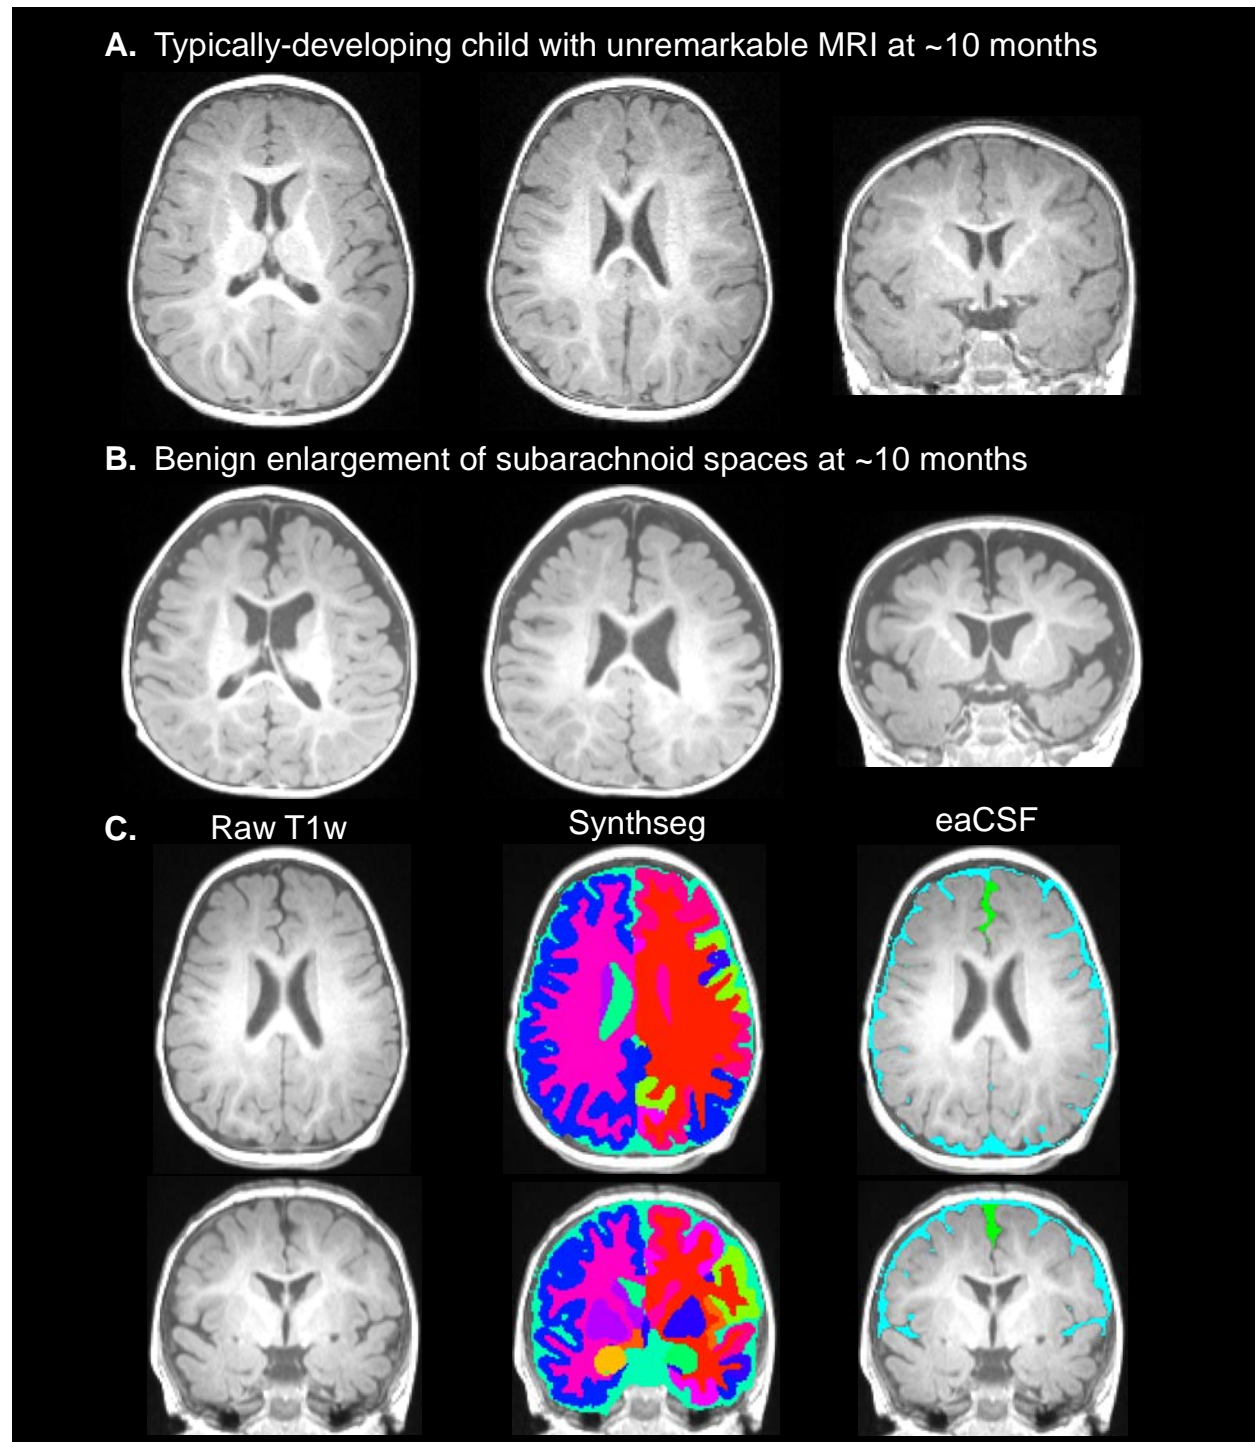 A. Typically-developing child with unremarkable MRI at ~10 months
B. Benign enlargement of subarachnoid spaces at ~10 months
C. Raw T1w Synthseg eaCSF